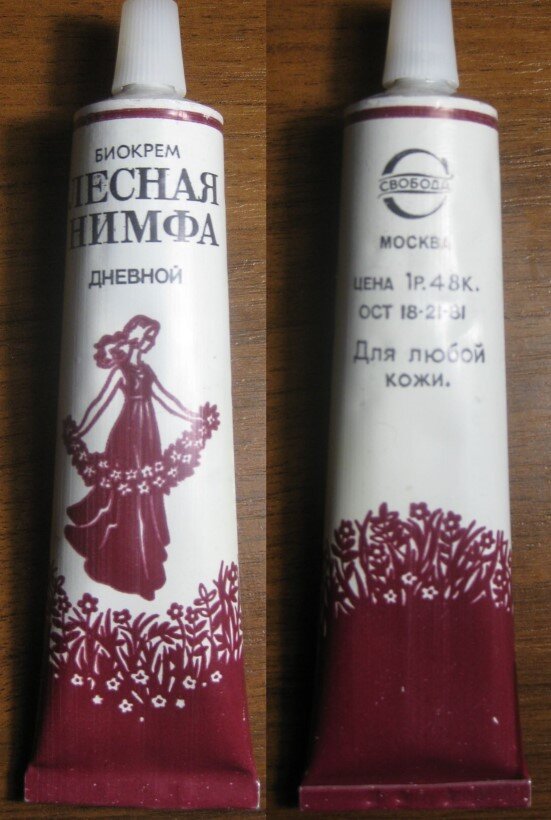 БИОКРЕМ
ЛЕСНАЯ
НИМФА
ДНЕВНОЙ
СВОБОДА
МОСКВА
ЦЕНА 1Р. 48К.
ОСТ 18-21-81
Для любой
кожи.